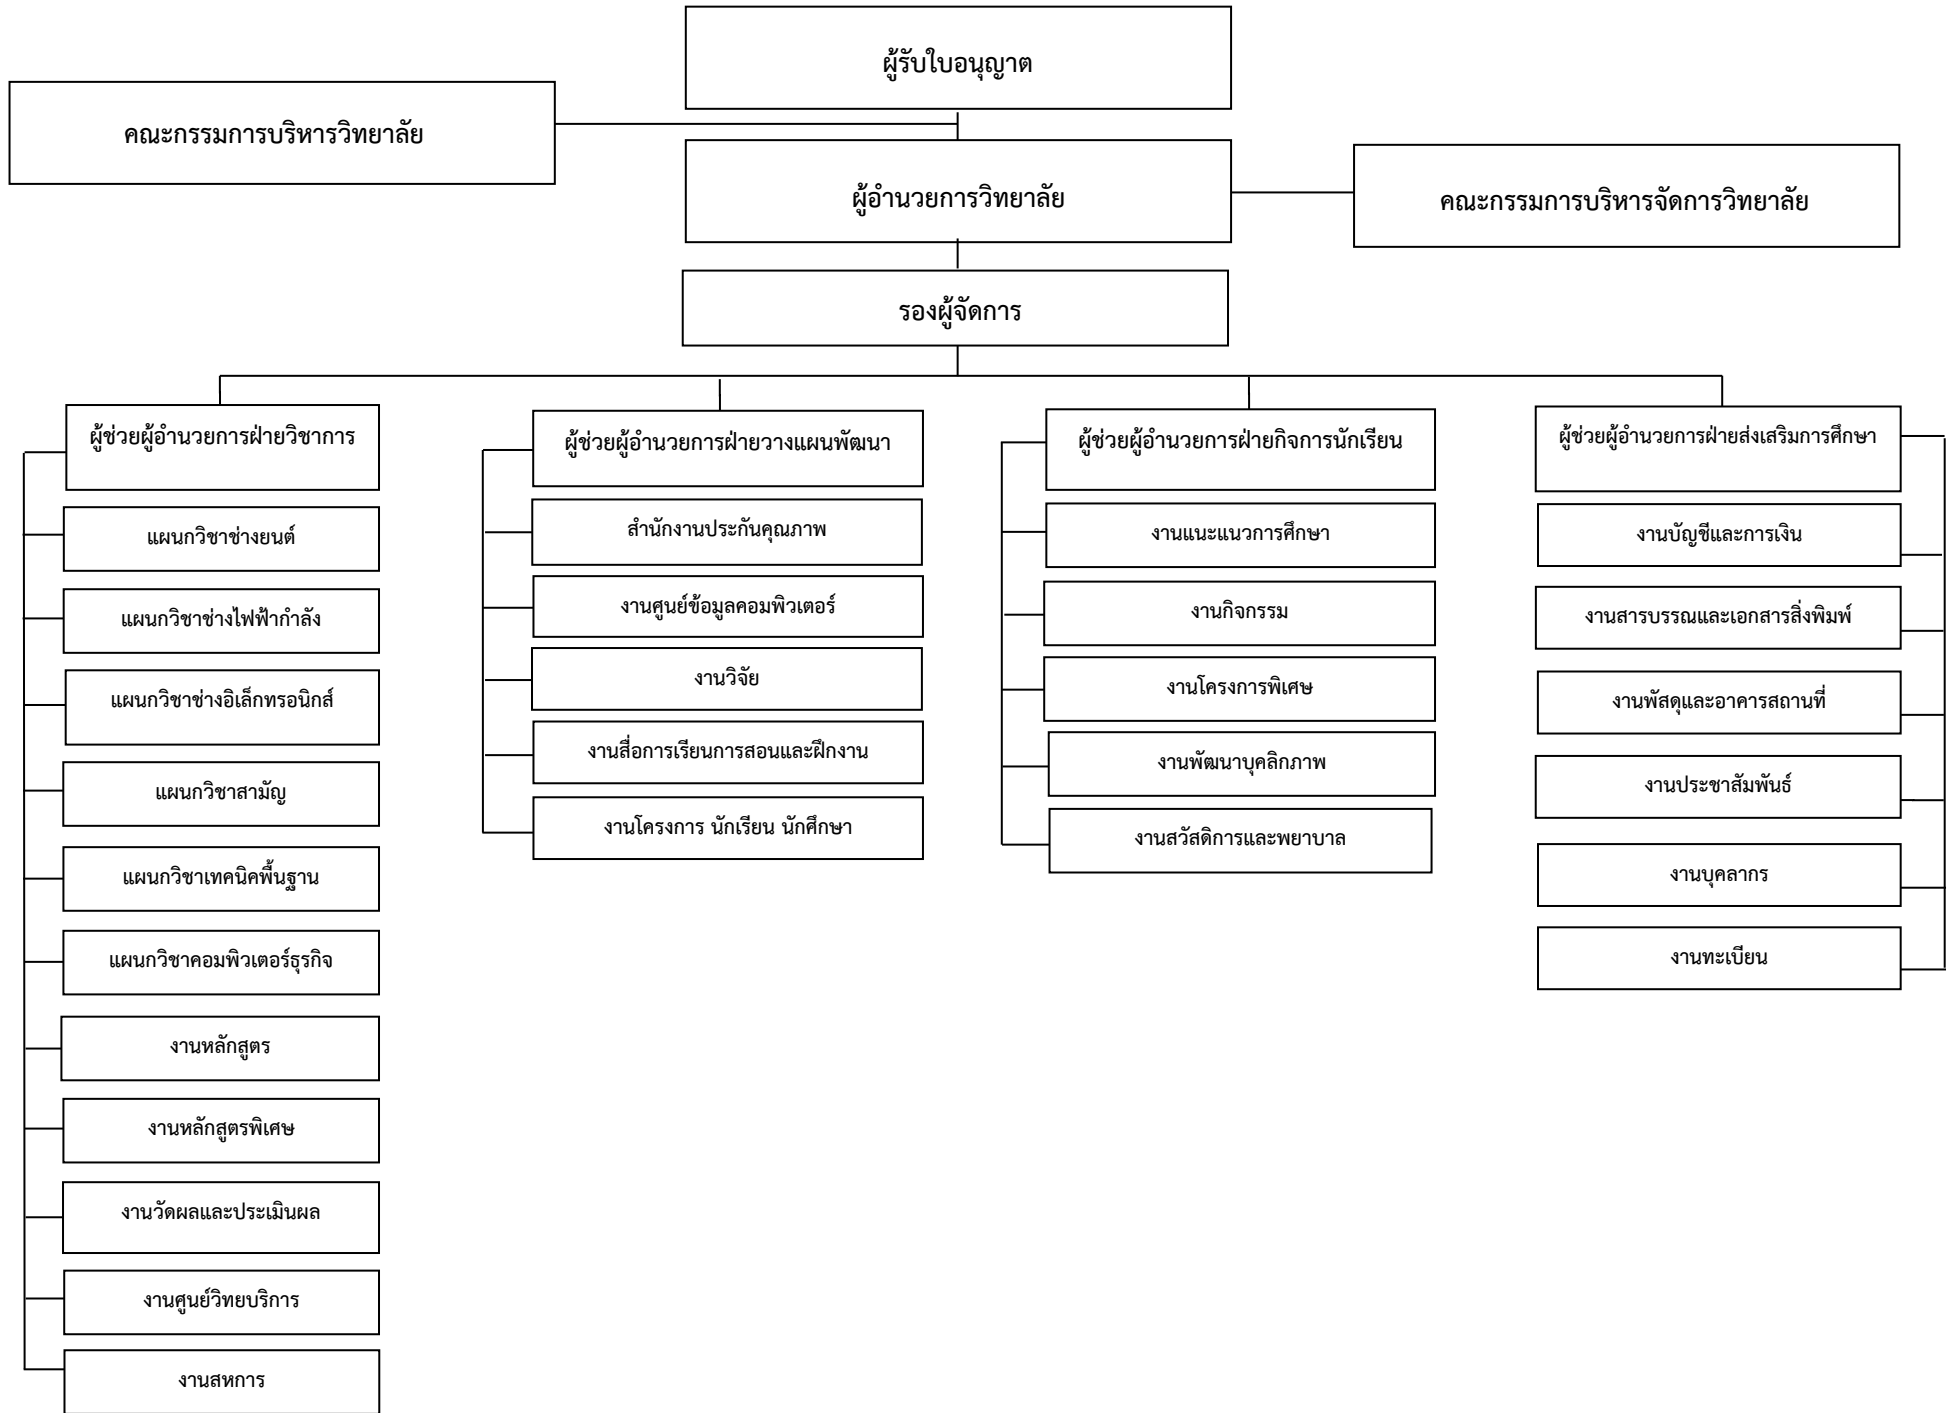 ผู้รับใบอนุญาต
คณะกรรมการบริหารวิทยาลัย
ผู้อำนวยการวิทยาลัย
คณะกรรมการบริหารจัดการวิทยาลัย
รองผู้จัดการ
ผู้ช่วยผู้อำนวยการฝ่ายวิชาการ
แผนกวิชาช่างยนต์
แผนกวิชาช่างไฟฟ้ากำลัง
แผนกวิชาช่างอิเล็กทรอนิกส์
แผนกวิชาสามัญ
แผนกวิชาเทคนิคพื้นฐาน
แผนกวิชาคอมพิวเตอร์ธุรกิจ
งานหลักสูตร
งานหลักสูตรพิเศษ
งานวัดผลและประเมินผล
งานศูนย์วิทยบริการ
งานสหการ
ผู้ช่วยผู้อำนวยการฝ่ายวางแผนพัฒนา
สำนักงานประกันคุณภาพ
งานศูนย์ข้อมูลคอมพิวเตอร์
งานวิจัย
งานสื่อการเรียนการสอนและฝึกงาน
งานโครงการ นักเรียน นักศึกษา
ผู้ช่วยผู้อำนวยการฝ่ายกิจการนักเรียน
งานแนะแนวการศึกษา
งานกิจกรรม
งานโครงการพิเศษ
งานพัฒนาบุคลิกภาพ
งานสวัสดิการและพยาบาล
ผู้ช่วยผู้อำนวยการฝ่ายส่งเสริมการศึกษา
งานบัญชีและการเงิน
งานสารบรรณและเอกสารสิ่งพิมพ์
งานพัสดุและอาคารสถานที่
งานประชาสัมพันธ์
งานบุคลากร
งานทะเบียน